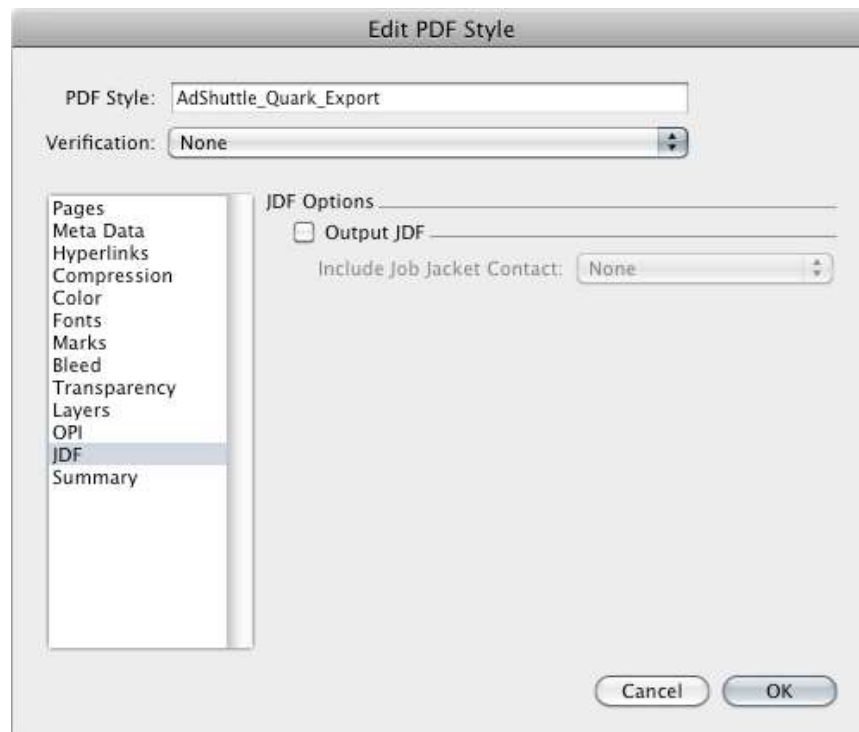 Edit PDF Style
PDF Style: AdShuttle_Quark_Export
Verification: None
Pages
Meta Data
Hyperlinks
Compression
Color
Fonts
Marks
Bleed
Transparency
Layers
OPI
JDF
Summary
JDF Options
Output JDF
Include Job Jacket Contact: None
Cancel
OK